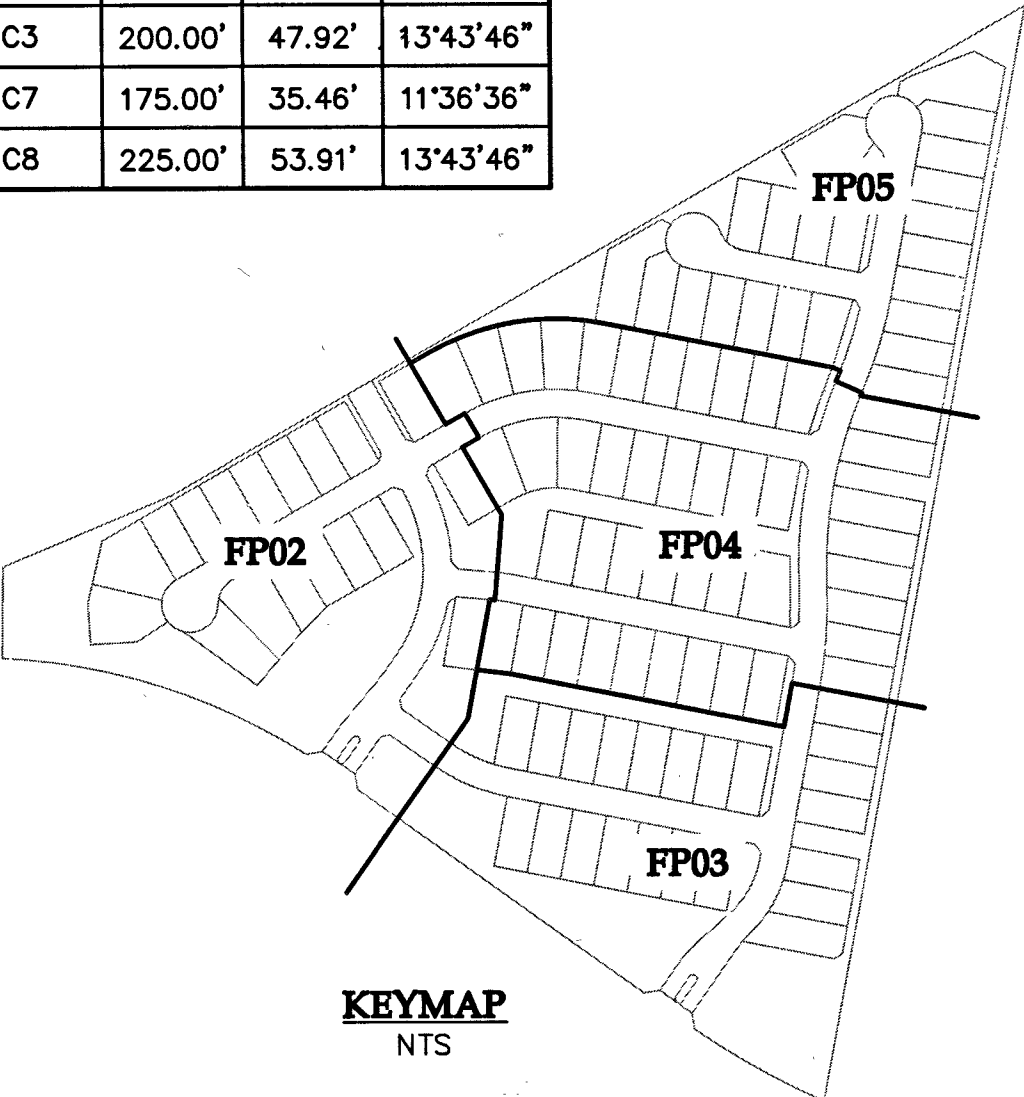 C3 200.00' 47.92' 13°43'46"
C7 175.00' 35.46' 11°36'36"
C8 225.00' 53.91' 13°43'46"
FP05
FP02
FP04
FP03
KEYMAP
NTS